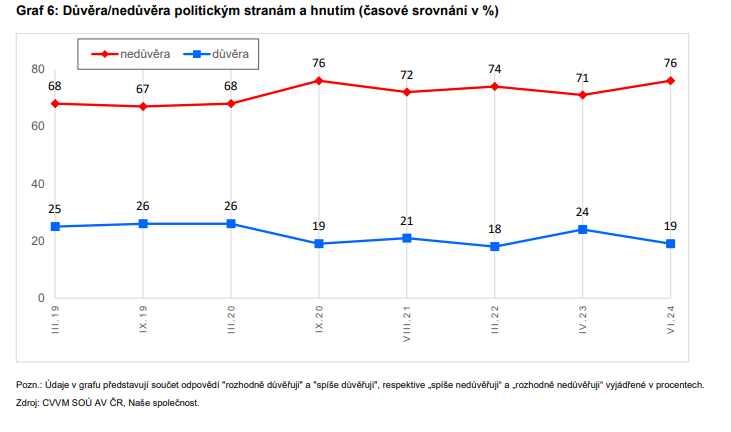 Graf 6: Důvěra/nedůvěra politickým stranám a hnutím (časové srovnání v %)
nedůvěra důvěra
80
60
40
20
0
68 67 68 76 72 74 71 76
25 26 26 19 21 18 24 19
III.19 IX.19 III.20 IX.20 VIII.21 III.22 IV.23 VI.24
Pozn.: Údaje v grafu představují součet odpovědí "rozhodně důvěřuji" a "spíše důvěřuji", respektive „spíše nedůvěřuji“ a „rozhodně nedůvěřuji“ vyjádřené v procentech.
Zdroj: CVVM SOÚ AV ČR, Naše společnost.